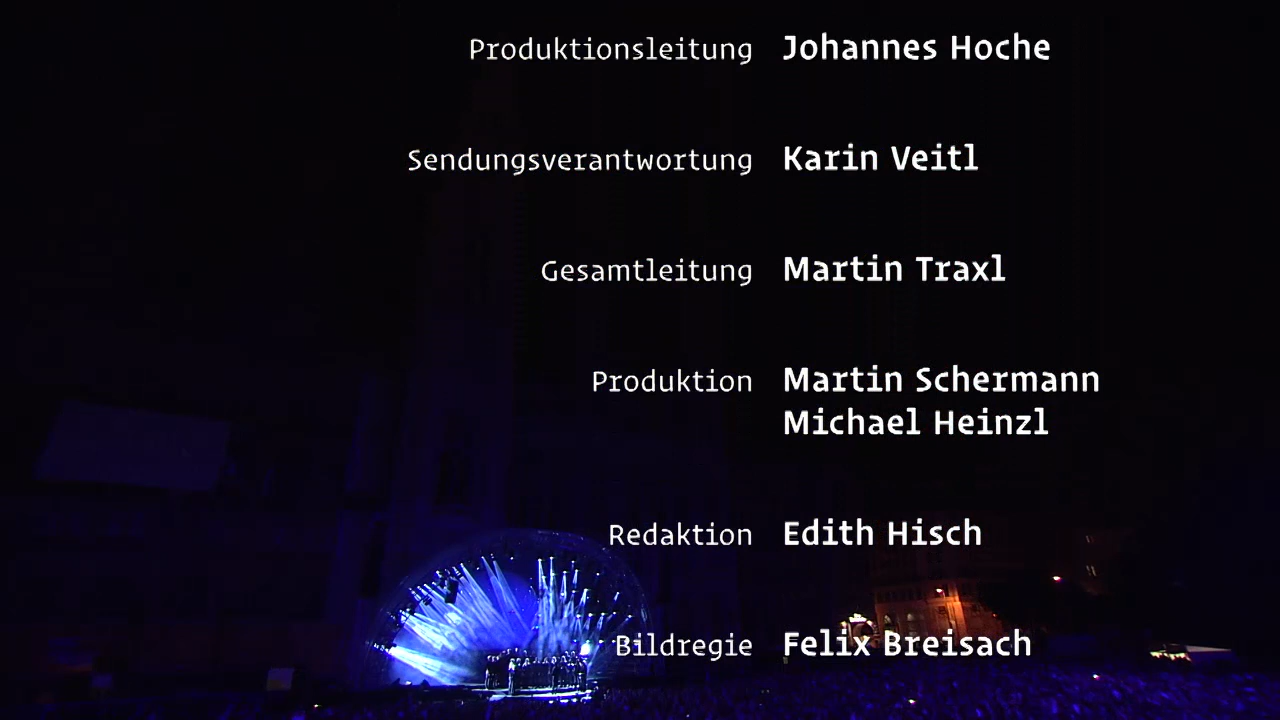 Produktionsleitung Johannes Hoche
Sendungsverantwortung Karin Veitl
Gesamtleitung Martin Traxl
Produktion Martin Schermann
Michael Heinzl
Redaktion Edith Hisch
Bildregie Felix Breisach